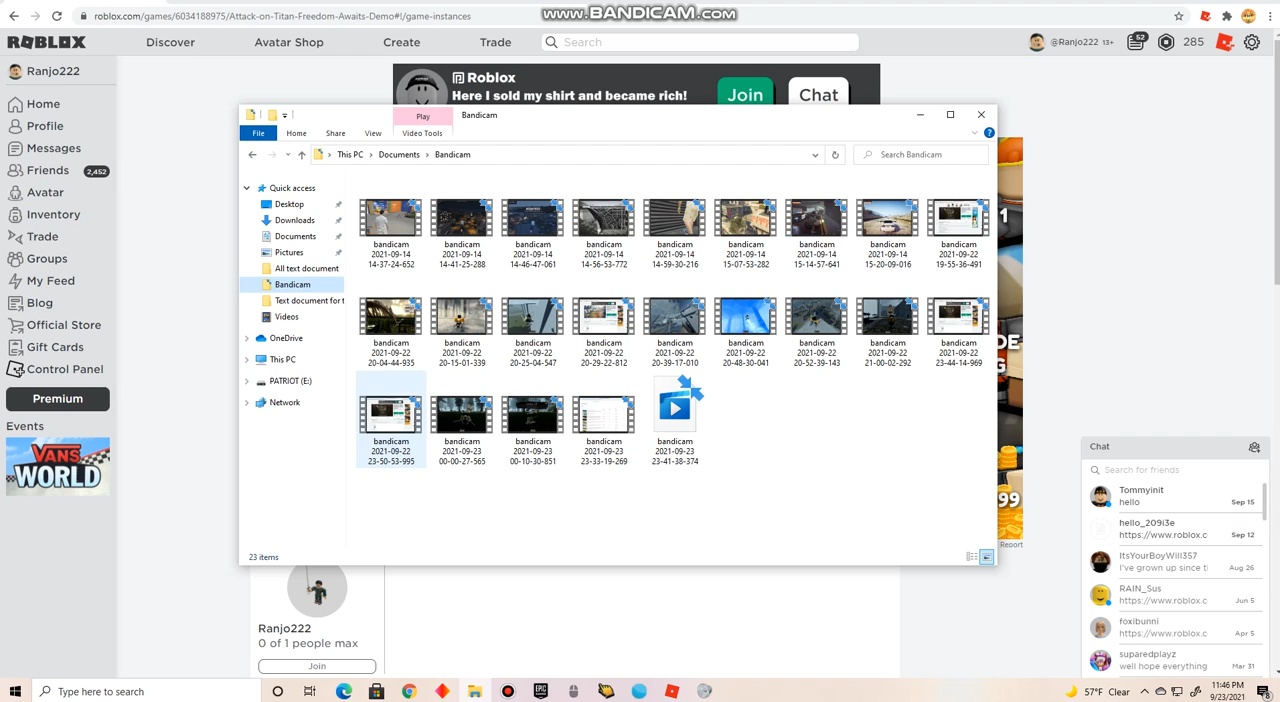 roblox.com/games/6034188975/Attack-on-Titan-Freedom-Awaits-Demo#!/game-instances
www.BANDICAM.com
ROBLOX
Discover
Avatar Shop
Create
Trade
Search
@Ranjo222 13+
52
285
Ranjo222
Home
Profile
Messages
Friends 2,452
Avatar
Inventory
Trade
Groups
My Feed
Blog
Official Store
Gift Cards
Control Panel
Premium
Events
VANS
WORLD
Roblox
Here I sold my shirt and became rich!
Join
Chat
Play
Bandicam
File
Home
Share
View
Video Tools
This PC
Documents
Bandicam
Search Bandicam
Quick access
Desktop
Downloads
Documents
Pictures
All text document
Bandicam
Text document for t
Videos
OneDrive
This PC
PATRIOT (E:)
Network
bandicam
2021-09-14
14-37-24-652
bandicam
2021-09-14
14-41-25-288
bandicam
2021-09-14
14-46-47-061
bandicam
2021-09-14
14-56-53-772
bandicam
2021-09-14
14-59-30-216
bandicam
2021-09-14
15-07-53-282
bandicam
2021-09-14
15-14-57-641
bandicam
2021-09-14
15-20-09-016
bandicam
2021-09-22
19-55-36-491
bandicam
2021-09-22
20-04-44-935
bandicam
2021-09-22
20-15-01-339
bandicam
2021-09-22
20-25-04-547
bandicam
2021-09-22
20-29-22-812
bandicam
2021-09-22
20-39-17-010
bandicam
2021-09-22
20-48-30-041
bandicam
2021-09-22
20-52-39-143
bandicam
2021-09-22
21-00-02-292
bandicam
2021-09-22
23-44-14-969
bandicam
2021-09-22
23-50-53-995
bandicam
2021-09-23
00-00-27-565
bandicam
2021-09-23
00-10-30-851
bandicam
2021-09-23
23-33-19-269
bandicam
2021-09-23
23-41-38-374
23 items
Report
Ranjo222
0 of 1 people max
Join
Chat
Search for friends
Tommyinit
hello Sep 15
hello_209i3e
https://www.roblox.c Sep 12
ItsYourBoyWill357
I've grown up since ti Aug 26
RAIN_Sus
https://www.roblox.c Jun 5
foxibunni
https://www.roblox.c Apr 5
suparedplayz
well hope everything Mar 31
Type here to search
EPIC
57°F Clear
11:46 PM
9/23/2021
8